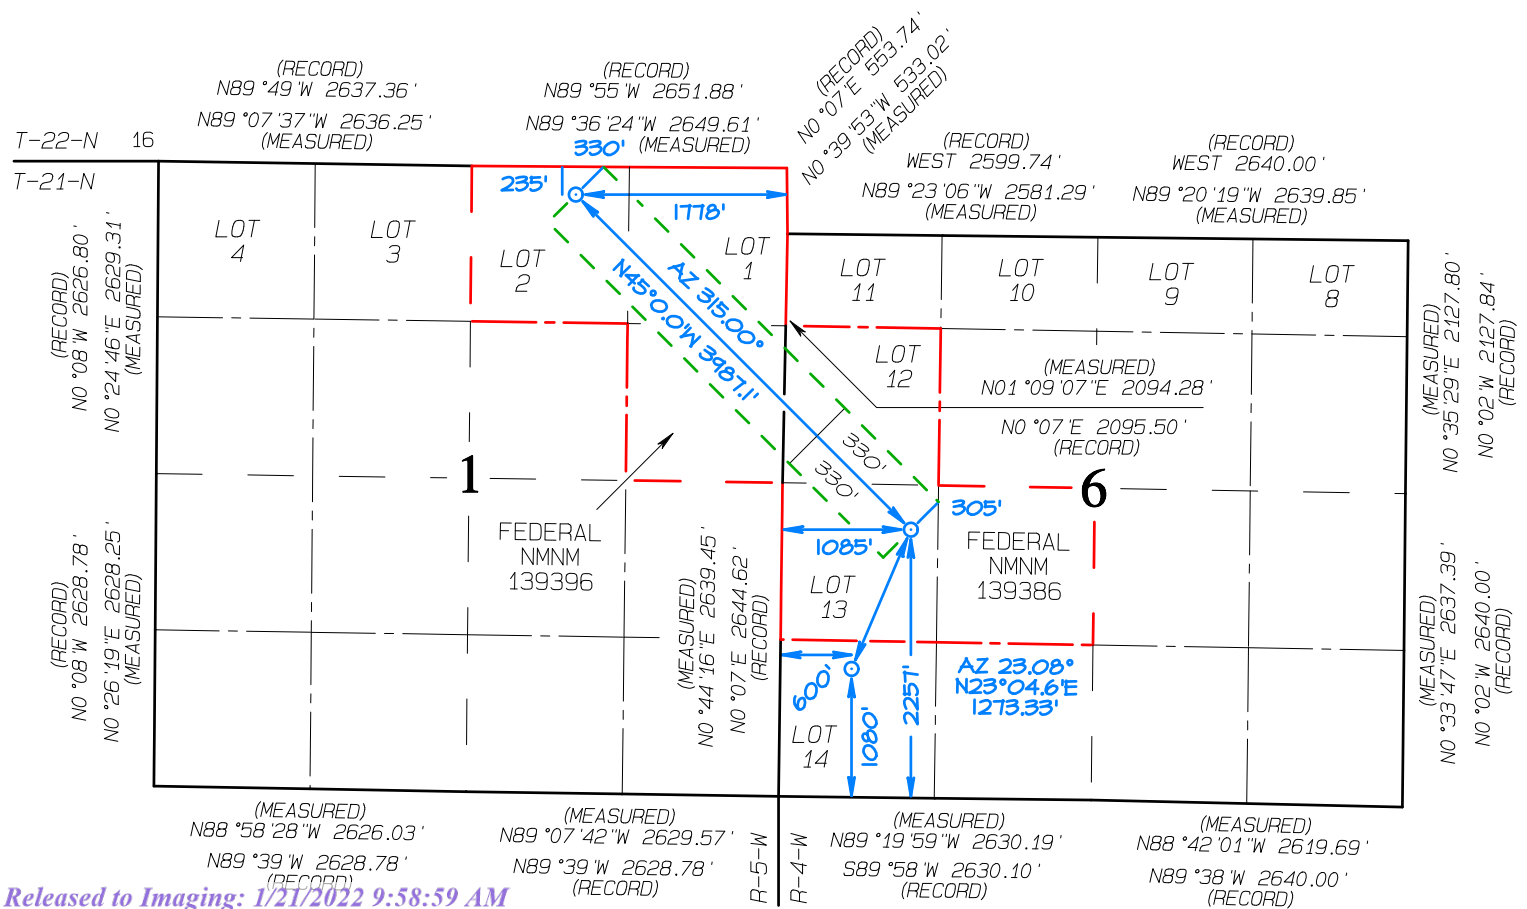 (RECORD)
N89°49'W 2637.36'
N89°07'37"W 2636.25'
(MEASURED)
(RECORD)
N89°55'W 2651.88'
N89°36'24"W 2649.61'
(MEASURED)
(RECORD)
N0°07'E 553.74'
N0°39'53"W 533.02'
(MEASURED)
(RECORD)
WEST 2599.74'
N89°23'06"W 2581.29'
(MEASURED)
(RECORD)
WEST 2640.00'
N89°20'19"W 2639.85'
(MEASURED)
T-22-N 16
T-21-N
330'
235'
1778'
LOT
4
LOT
3
LOT
2
LOT
1
LOT
11
LOT
10
LOT
9
LOT
8
LOT
12
(RECORD)
N0°08'W 2626.80'
N0°24'46"E 2629.31'
(MEASURED)
AZ 315.00°
N45°0.0'W 3987.1'
(MEASURED)
N01°09'07"E 2094.28'
N0°07'E 2095.50'
(RECORD)
(MEASURED)
N0°35'29"E 2127.80'
N0°02'W 2127.84'
(RECORD)
330'
330'
1
6
305'
1085'
FEDERAL
NMNM
139396
FEDERAL
NMNM
139386
LOT
13
(RECORD)
N0°08'W 2628.78'
N0°26'19"E 2628.25'
(MEASURED)
(MEASURED)
N0°44'16"E 2639.45'
N0°07'E 2644.62'
(RECORD)
(MEASURED)
N0°33'47"E 2637.39'
N0°02'W 2640.00'
(RECORD)
600'
1080'
2257'
AZ 23.08°
N23°04.6'E
1273.33'
LOT
14
(MEASURED)
N88°58'28"W 2626.03'
N89°39'W 2628.78'
(RECORD)
(MEASURED)
N89°07'42"W 2629.57'
N89°39'W 2628.78'
(RECORD)
R-5-W
R-4-W
(MEASURED)
N89°19'59"W 2630.19'
S89°58'W 2630.10'
(RECORD)
(MEASURED)
N88°42'01"W 2619.69'
N89°38'W 2640.00'
(RECORD)
Released to Imaging: 1/21/2022 9:58:59 AM